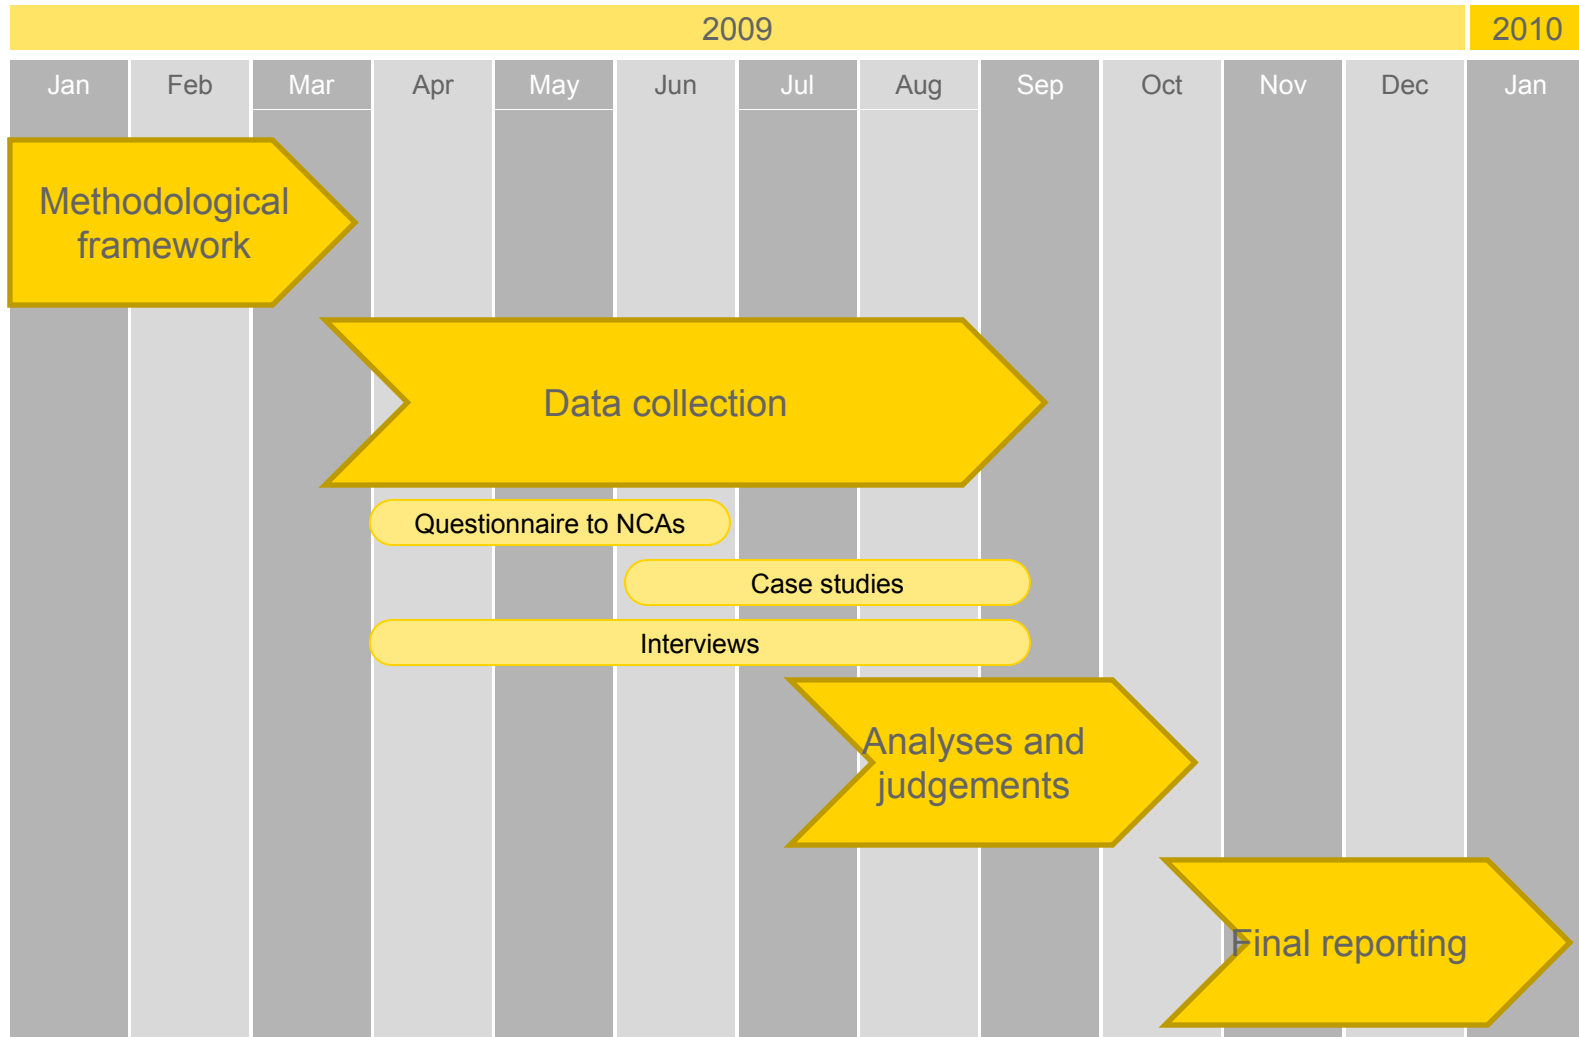 2009 2010
Jan Feb Mar Apr May Jun Jul Aug Sep Oct Nov Dec Jan
Methodological
framework
Data collection
Questionnaire to NCAs
Case studies
Interviews
Analyses and
judgements
Final reporting